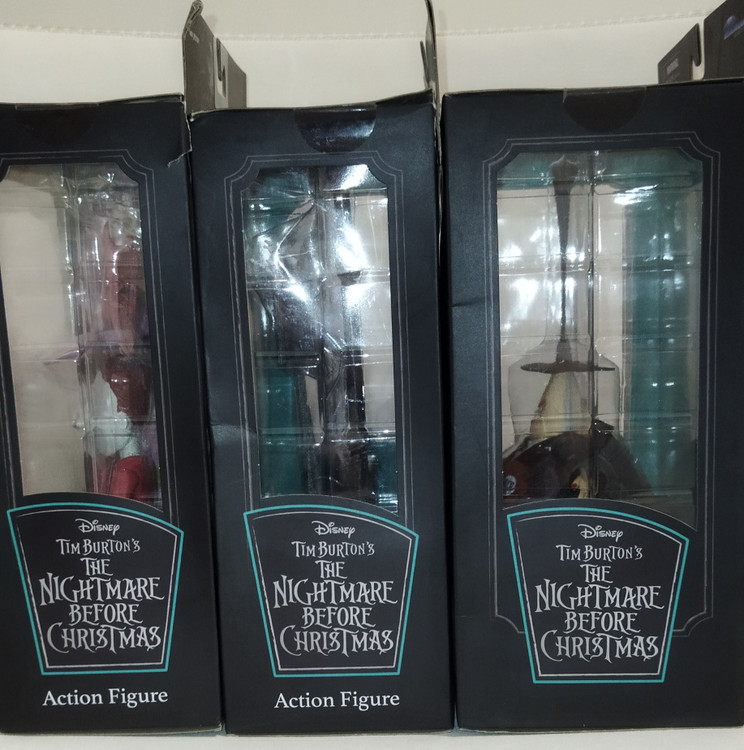 Disney
TIM BURTON'S
THE
NIGHTMARE
BEFORE
CHRISTMAS
Action Figure
Disney
TIM BURTON'S
THE
NIGHTMARE
BEFORE
CHRISTMAS
Action Figure
Disney
TIM BURTON'S
THE
NIGHTMARE
BEFORE
CHRISTMAS